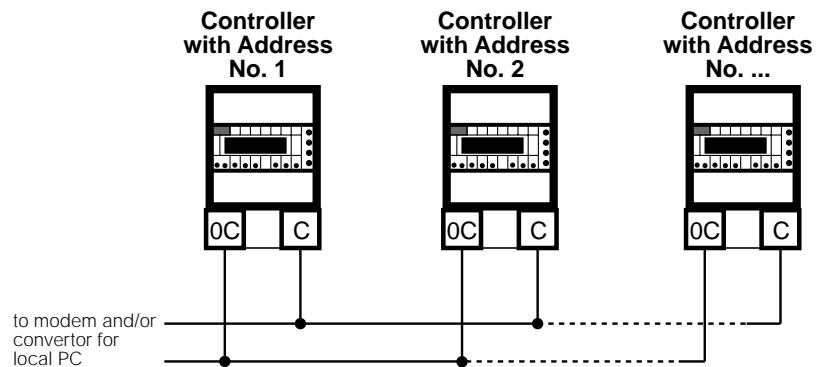 Controller
with Address
No. 1
Controller
with Address
No. 2
Controller
with Address
No. ...
0C C
0C C
0C C
to modem and/or
convertor for
local PC